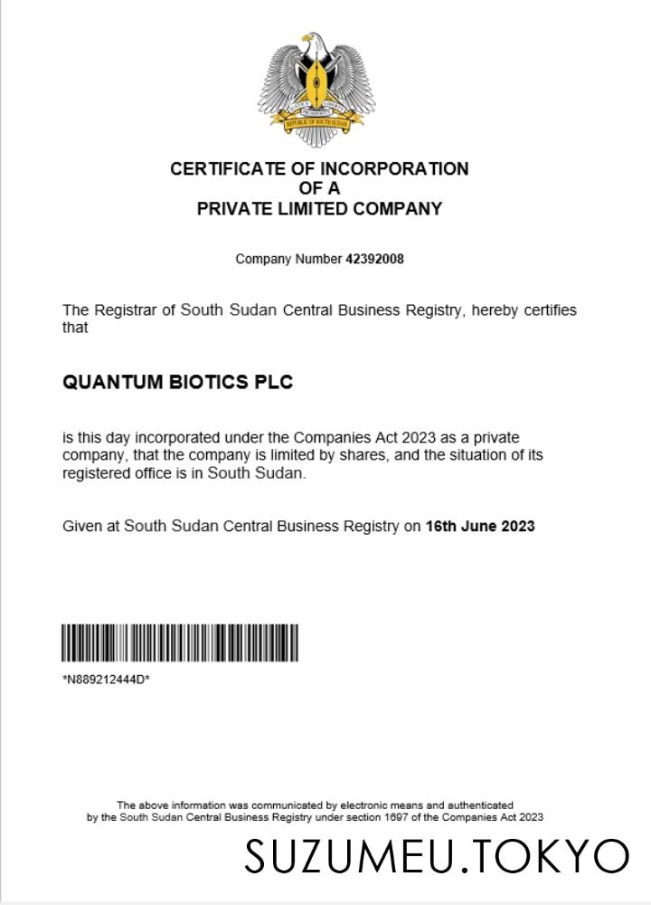 REPUBLIC OF SOUTH SUDAN
CERTIFICATE OF INCORPORATION
OF A
PRIVATE LIMITED COMPANY
Company Number 42392008
The Registrar of South Sudan Central Business Registry, hereby certifies
that
QUANTUM BIOTICS PLC
is this day incorporated under the Companies Act 2023 as a private
company, that the company is limited by shares, and the situation of its
registered office is in South Sudan.
Given at South Sudan Central Business Registry on 16th June 2023
*N889212444D*
The above information was communicated by electronic means and authenticated
by the South Sudan Central Business Registry under section 1697 of the Companies Act 2023
SUZUMEU.TOKYO